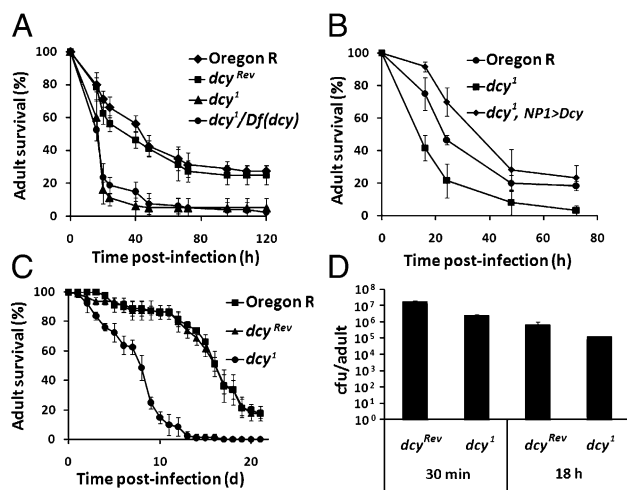 A
Adult survival (%)
100
80
60
40
20
0
0 40 80 120
Time post-infection (h)
Oregon R
dcy^Rev
dcy^1
dcy^1/Df(dcy)
B
Adult survival (%)
100
80
60
40
20
0
0 20 40 60 80
Time post-infection (h)
Oregon R
dcy^1
dcy^1, NP1>Dcy
C
Adult survival (%)
100
80
60
40
20
0
0 10 20
Time post-infection (d)
Oregon R
dcy^Rev
dcy^1
D
cfu/adult
10^8
10^7
10^6
10^5
10^4
10^3
10^2
10^1
10^0
dcy^Rev dcy^1 dcy^Rev dcy^1
30 min 18 h